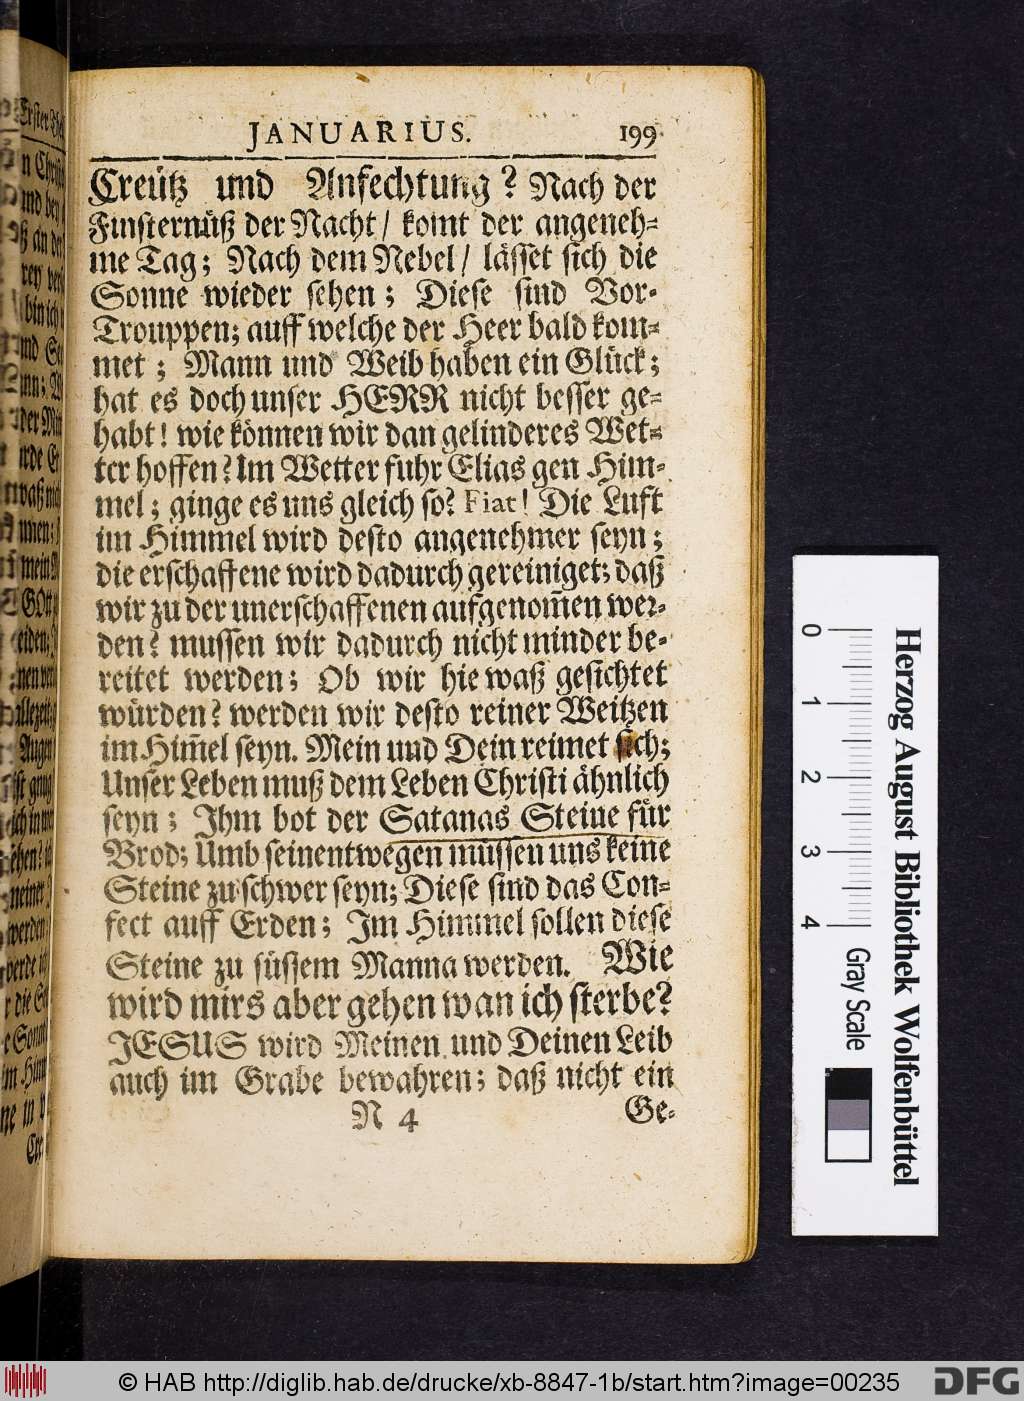 JANUARIUS. 199
Creütz und Anfechtung? Nach der
Finsternüß der Nacht/ komt der angeneh-
me Tag; Nach dem Nebel/ lässet sich die
Sonne wieder sehen; Diese sind Vor-
Trouppen; auff welche der Heer bald kom-
met; Mann und Weib haben ein Glück;
hat es doch unser HERR nicht besser ge-
habt! wie können wir dan gelinderes Wet-
ter hoffen? Im Wetter fuhr Elias gen Him-
mel; ginge es uns gleich so? Fiat! Die Luft
im Himmel wird desto angenehmer seyn;
die erschaffene wird dadurch gereiniget; daß
wir zu der unerschaffenen aufgenom̃en wer-
den? mussen wir dadurch nicht minder be-
reitet werden; Ob wir hie waß gesichtet
würden? werden wir desto reiner Weitzen
im Him̃el seyn. Mein und Dein reimet sich;
Unser Leben muß dem Leben Christi ähnlich
seyn; Ihm bot der Satanas Steine für
Brod; Umb seinentwegen müssen uns keine
Steine zu schwer seyn; Diese sind das Con-
fect auff Erden; Im Himmel sollen diese
Steine zu süssem Manna werden. Wie
wird mirs aber gehen wan ich sterbe?
JESUS wird Meinen und Deinen Leib
auch im Grabe bewahren; daß nicht ein
N 4 Ge-
0 1 2 3 4
Herzog August Bibliothek Wolfenbüttel
Gray Scale
© HAB http://diglib.hab.de/drucke/xb-8847-1b/start.htm?image=00235
DFG